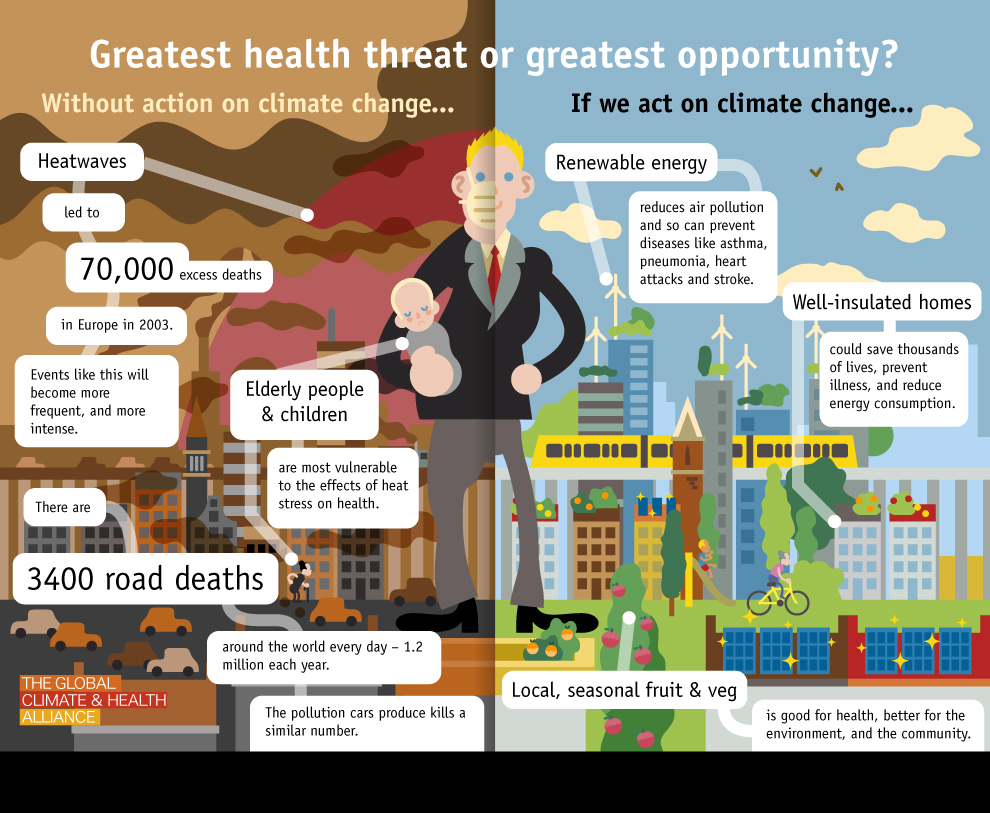 Greatest health threat or greatest opportunity?
Without action on climate change...
Heatwaves
led to
70,000 excess deaths
in Europe in 2003.
Events like this will
become more
frequent, and more
intense.
Elderly people
& children
are most vulnerable
to the effects of heat
stress on health.
There are
3400 road deaths
around the world every day – 1.2
million each year.
The pollution cars produce kills a
similar number.
THE GLOBAL
CLIMATE & HEALTH
ALLIANCE
If we act on climate change...
Renewable energy
reduces air pollution
and so can prevent
diseases like asthma,
pneumonia, heart
attacks and stroke.
Well-insulated homes
could save thousands
of lives, prevent
illness, and reduce
energy consumption.
Local, seasonal fruit & veg
is good for health, better for the
environment, and the community.